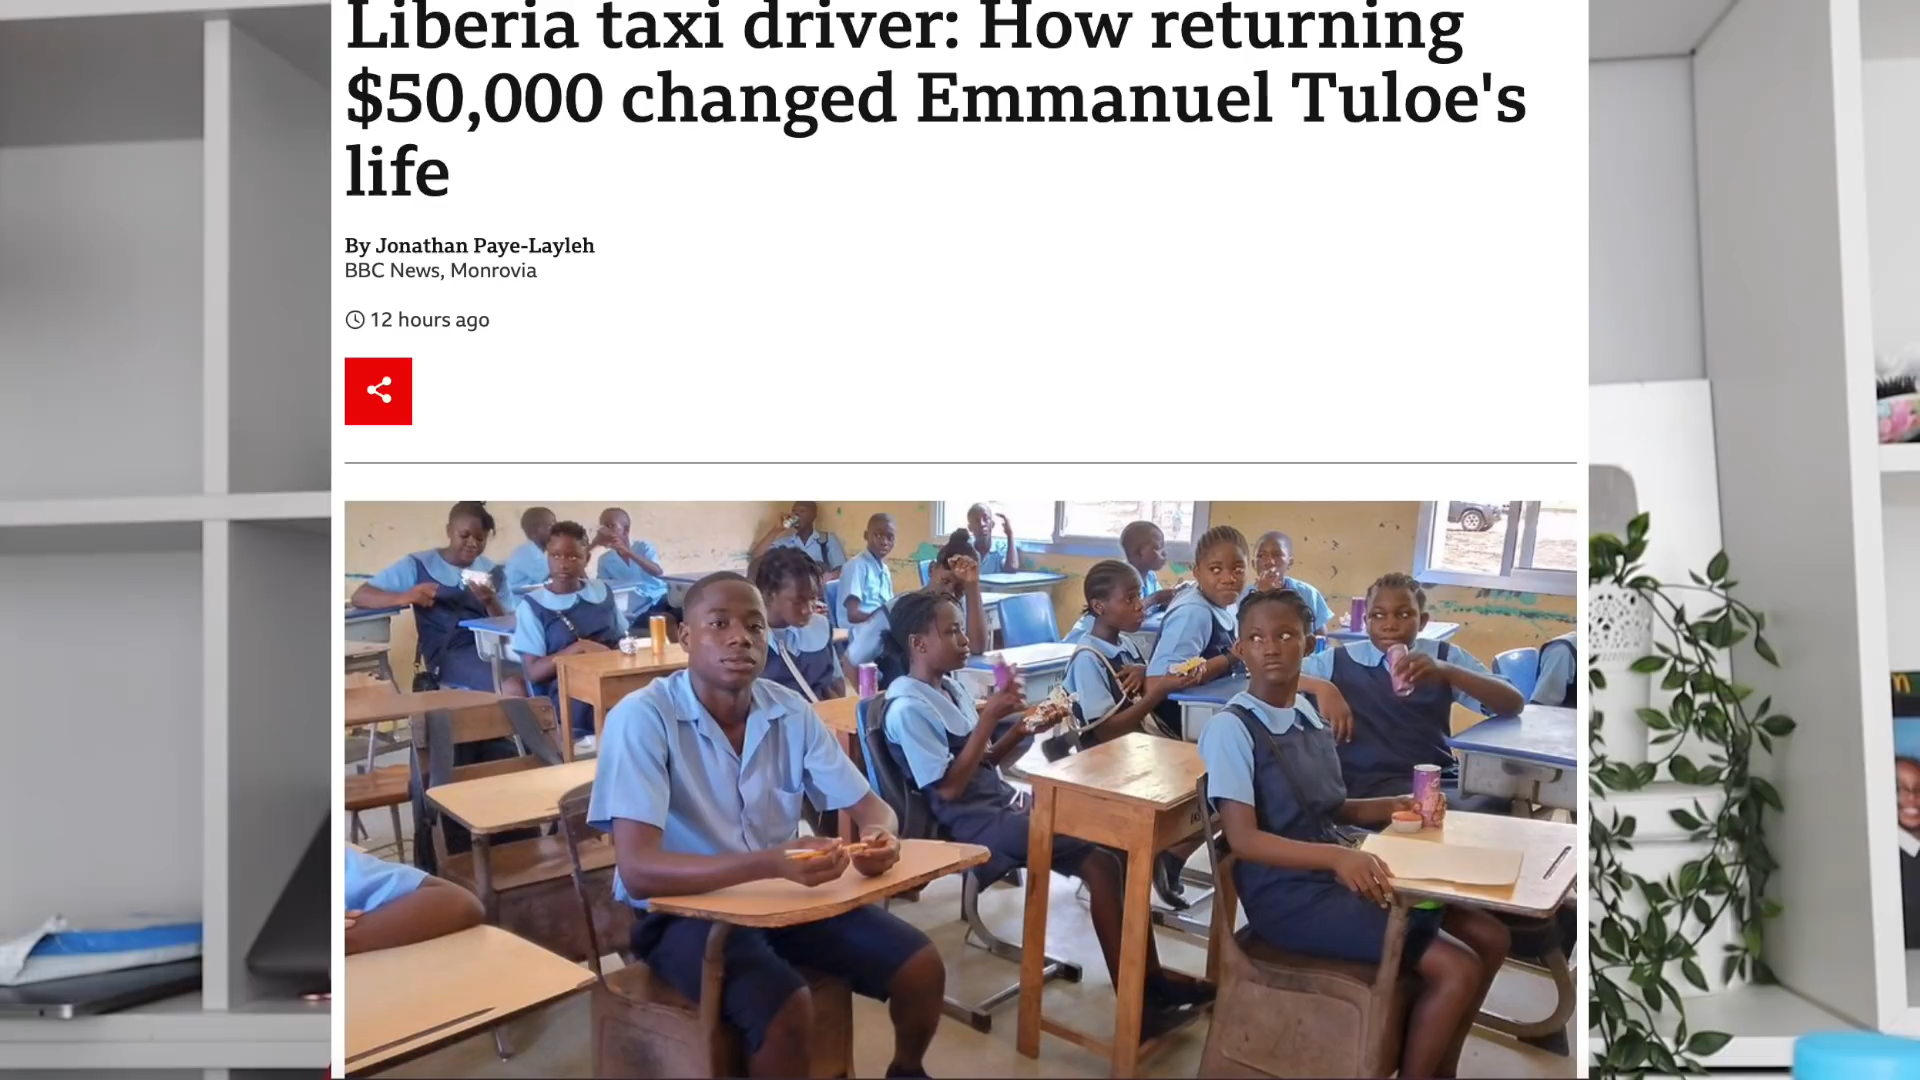 Liberia taxi driver: How returning
$50,000 changed Emmanuel Tuloe's
life
By Jonathan Paye-Layleh
BBC News, Monrovia
12 hours ago